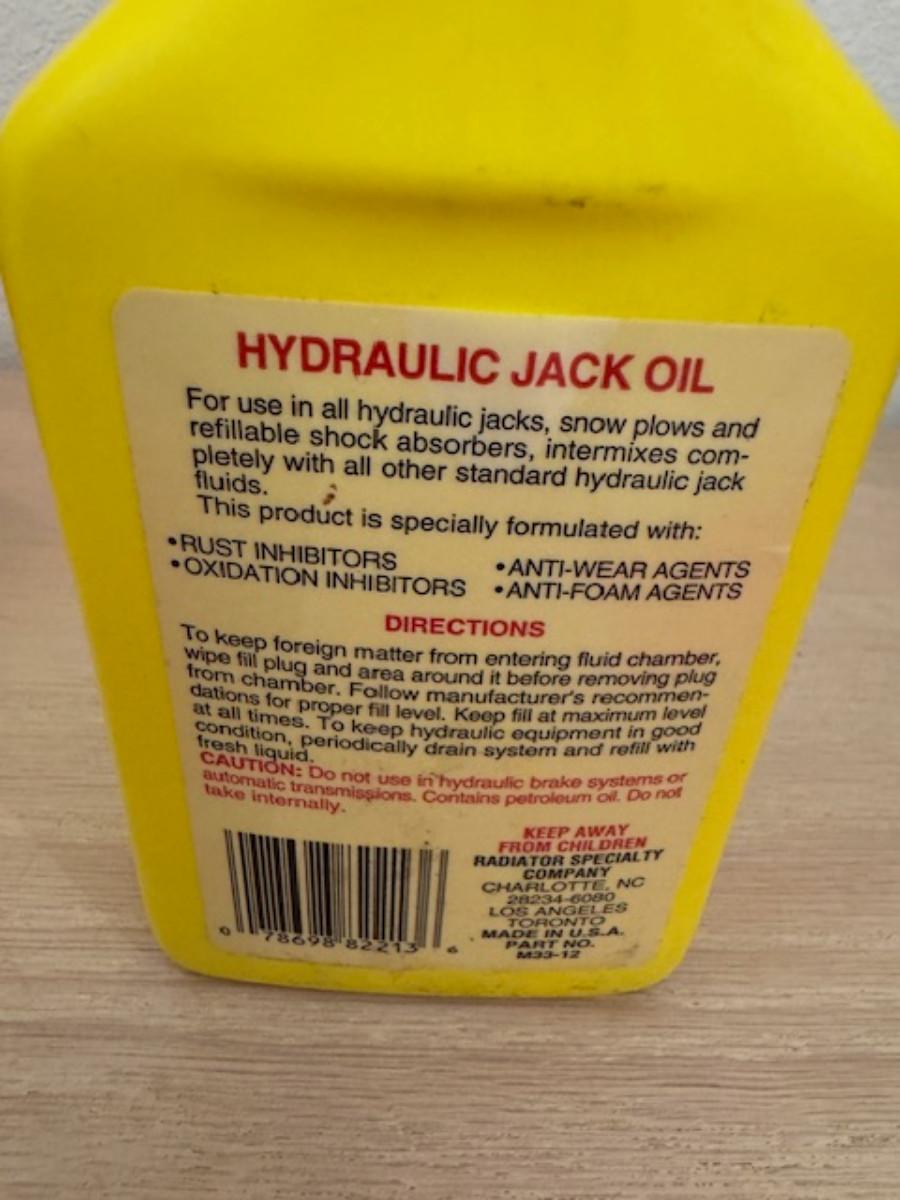 HYDRAULIC JACK OIL
For use in all hydraulic jacks, snow plows and
refillable shock absorbers, intermixes com-
pletely with all other standard hydraulic jack
fluids.
This product is specially formulated with:
•RUST INHIBITORS •ANTI-WEAR AGENTS
•OXIDATION INHIBITORS •ANTI-FOAM AGENTS
DIRECTIONS
To keep foreign matter from entering fluid chamber,
wipe fill plug and area around it before removing plug
from chamber. Follow manufacturer's recommen-
dations for proper fill level. Keep fill at maximum level
at all times. To keep hydraulic equipment in good
condition, periodically drain system and refill with
fresh liquid.
CAUTION: Do not use in hydraulic brake systems or
automatic transmissions. Contains petroleum oil. Do not
take internally.
KEEP AWAY
FROM CHILDREN
RADIATOR SPECIALTY
COMPANY
CHARLOTTE, NC
28234-6080
LOS ANGELES
TORONTO
MADE IN U.S.A.
PART NO.
M33-12
0 78698 82213 6